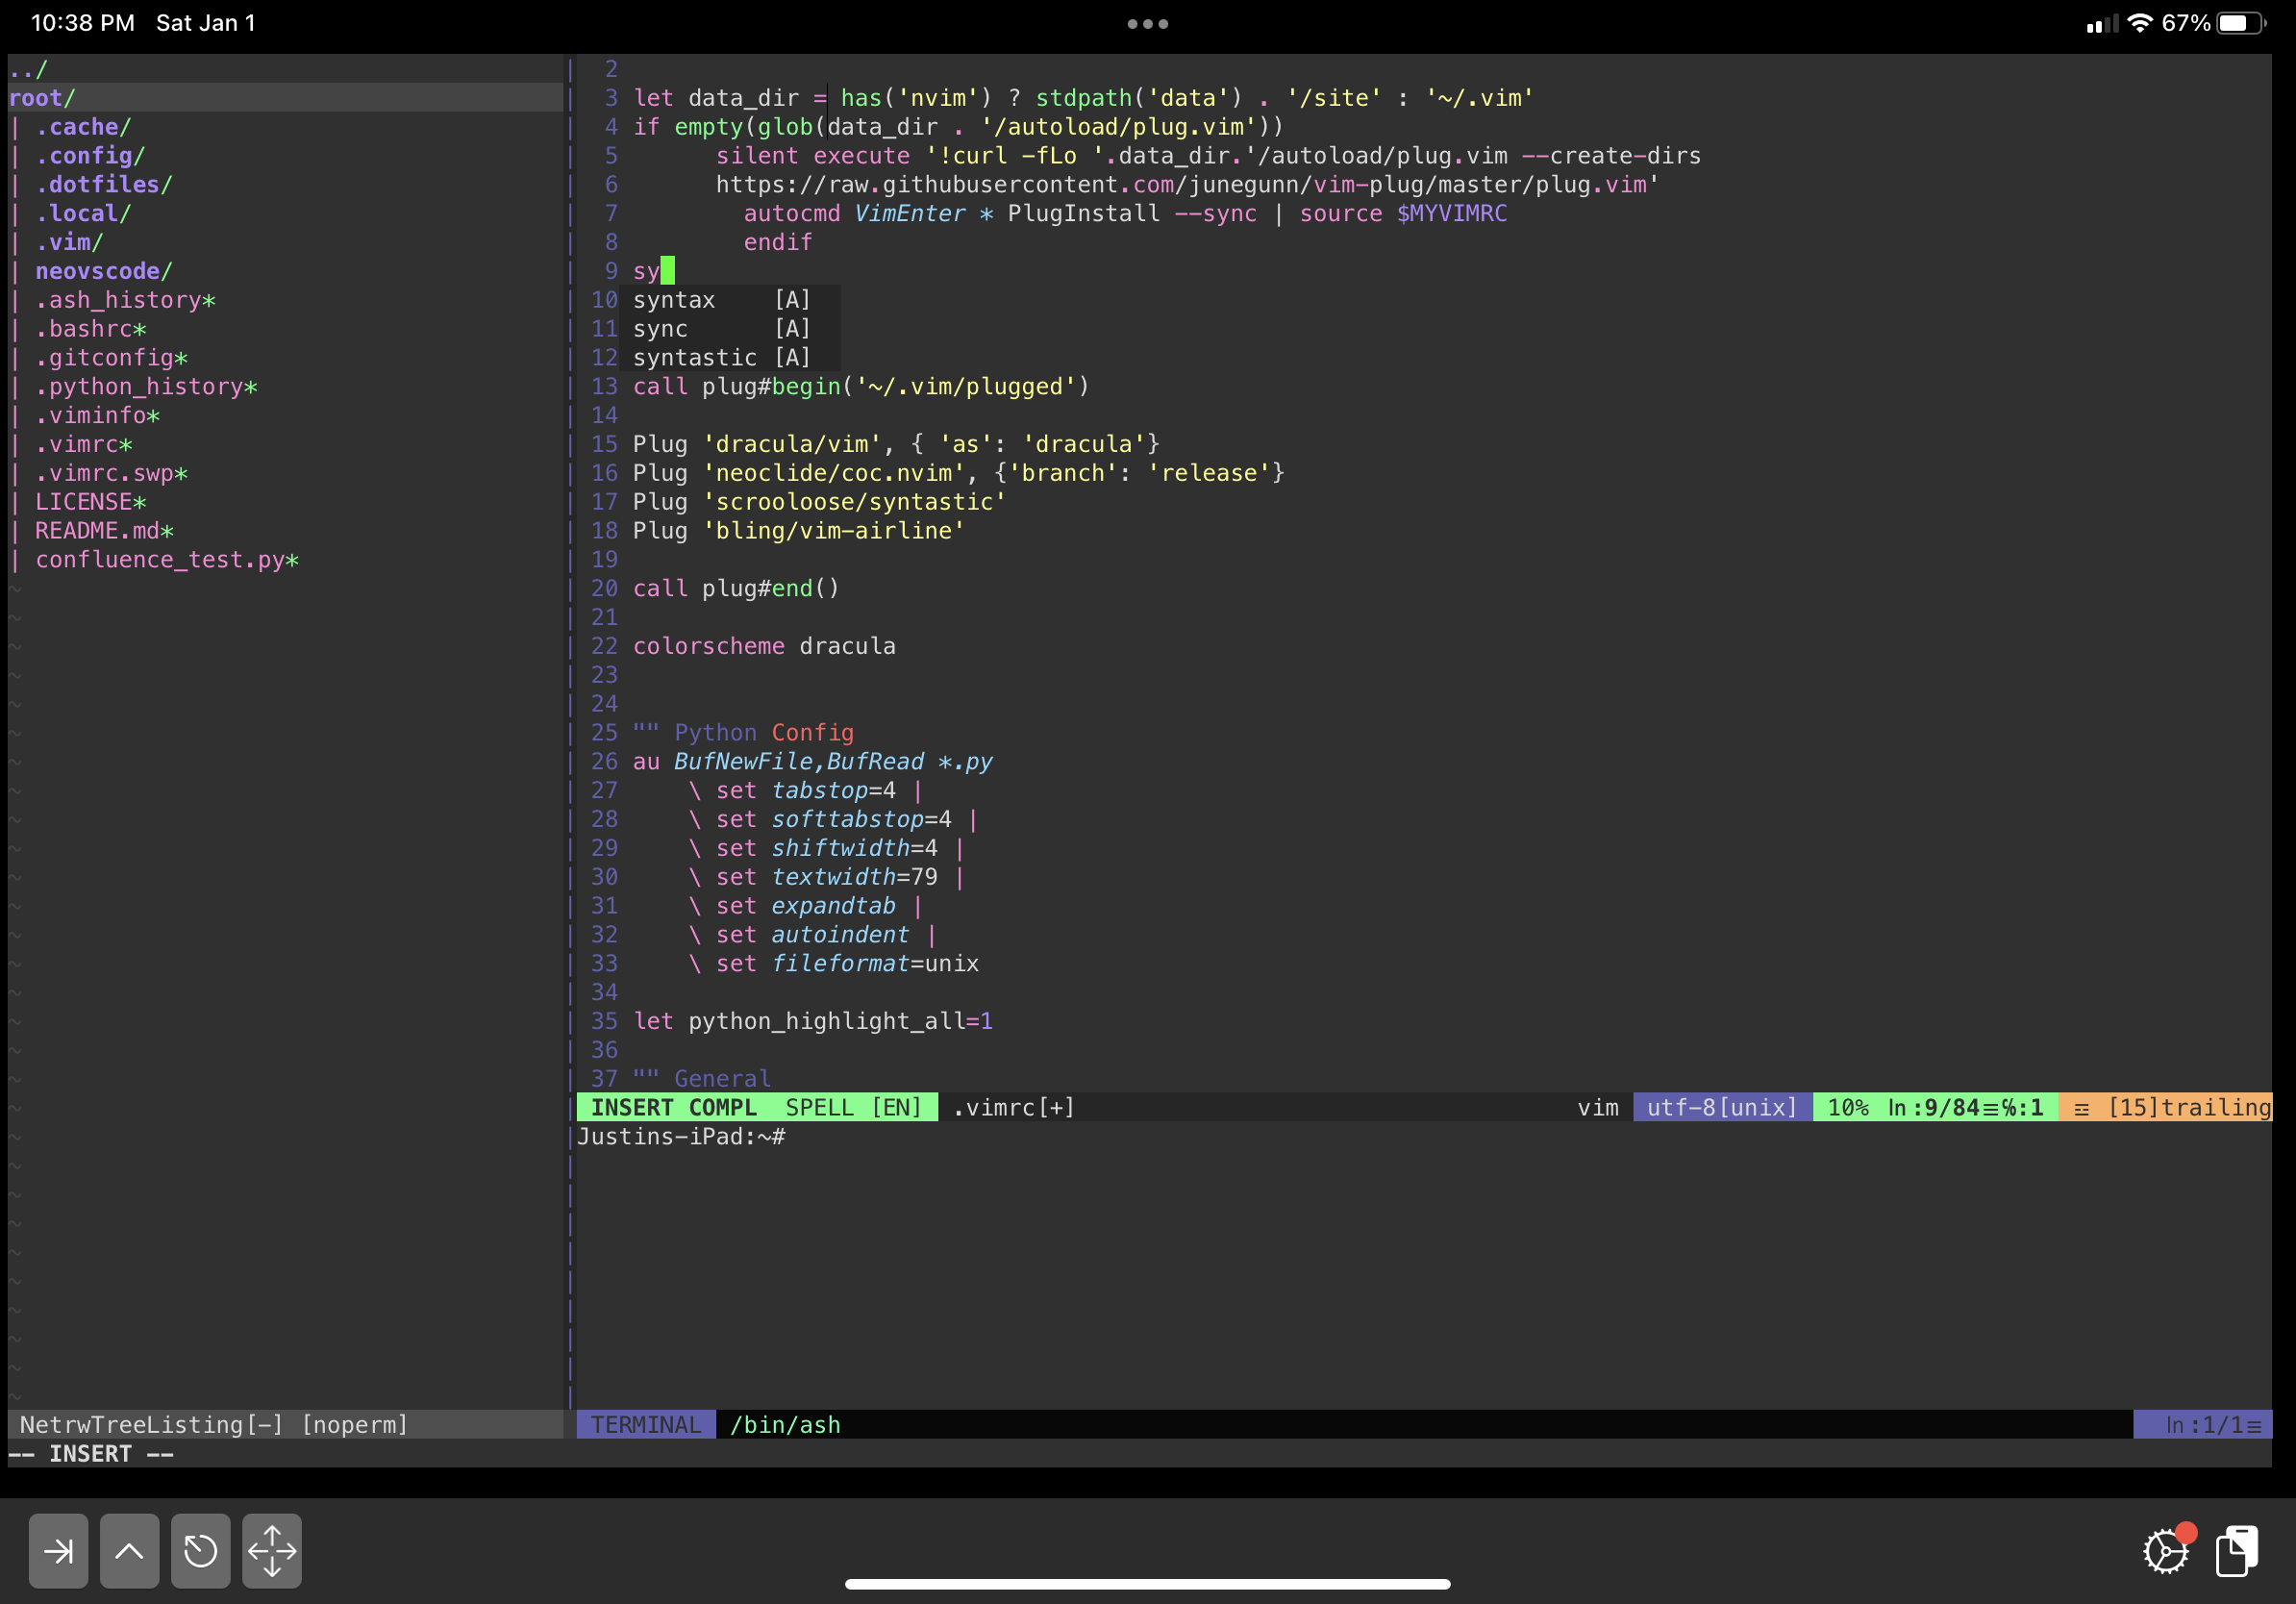 10:38 PM Sat Jan 1
67%
../
root/
| .cache/
| .config/
| .dotfiles/
| .local/
| .vim/
| neovscode/
| .ash_history*
| .bashrc*
| .gitconfig*
| .python_history*
| .viminfo*
| .vimrc*
| .vimrc.swp*
| LICENSE*
| README.md*
| confluence_test.py*
2
3 let data_dir = has('nvim') ? stdpath('data') . '/site' : '~/.vim'
4 if empty(glob(data_dir . '/autoload/plug.vim'))
5       silent execute '!curl -fLo '.data_dir.'/autoload/plug.vim --create-dirs
6       https://raw.githubusercontent.com/junegunn/vim-plug/master/plug.vim'
7         autocmd VimEnter * PlugInstall --sync | source $MYVIMRC
8         endif
9 sy
10 syntax    [A]
11 sync      [A]
12 syntastic [A]
13 call plug#begin('~/.vim/plugged')
14
15 Plug 'dracula/vim', { 'as': 'dracula'}
16 Plug 'neoclide/coc.nvim', {'branch': 'release'}
17 Plug 'scrooloose/syntastic'
18 Plug 'bling/vim-airline'
19
20 call plug#end()
21
22 colorscheme dracula
23
24
25 "" Python Config
26 au BufNewFile,BufRead *.py
27     \ set tabstop=4 |
28     \ set softtabstop=4 |
29     \ set shiftwidth=4 |
30     \ set textwidth=79 |
31     \ set expandtab |
32     \ set autoindent |
33     \ set fileformat=unix
34
35 let python_highlight_all=1
36
37 "" General
INSERT COMPL SPELL [EN] .vimrc[+] vim utf-8[unix] 10% ln:9/84≡℅:1 ☲ [15]trailing
Justins-iPad:~#
NetrwTreeListing[-] [noperm] TERMINAL /bin/ash ln:1/1≡
-- INSERT --